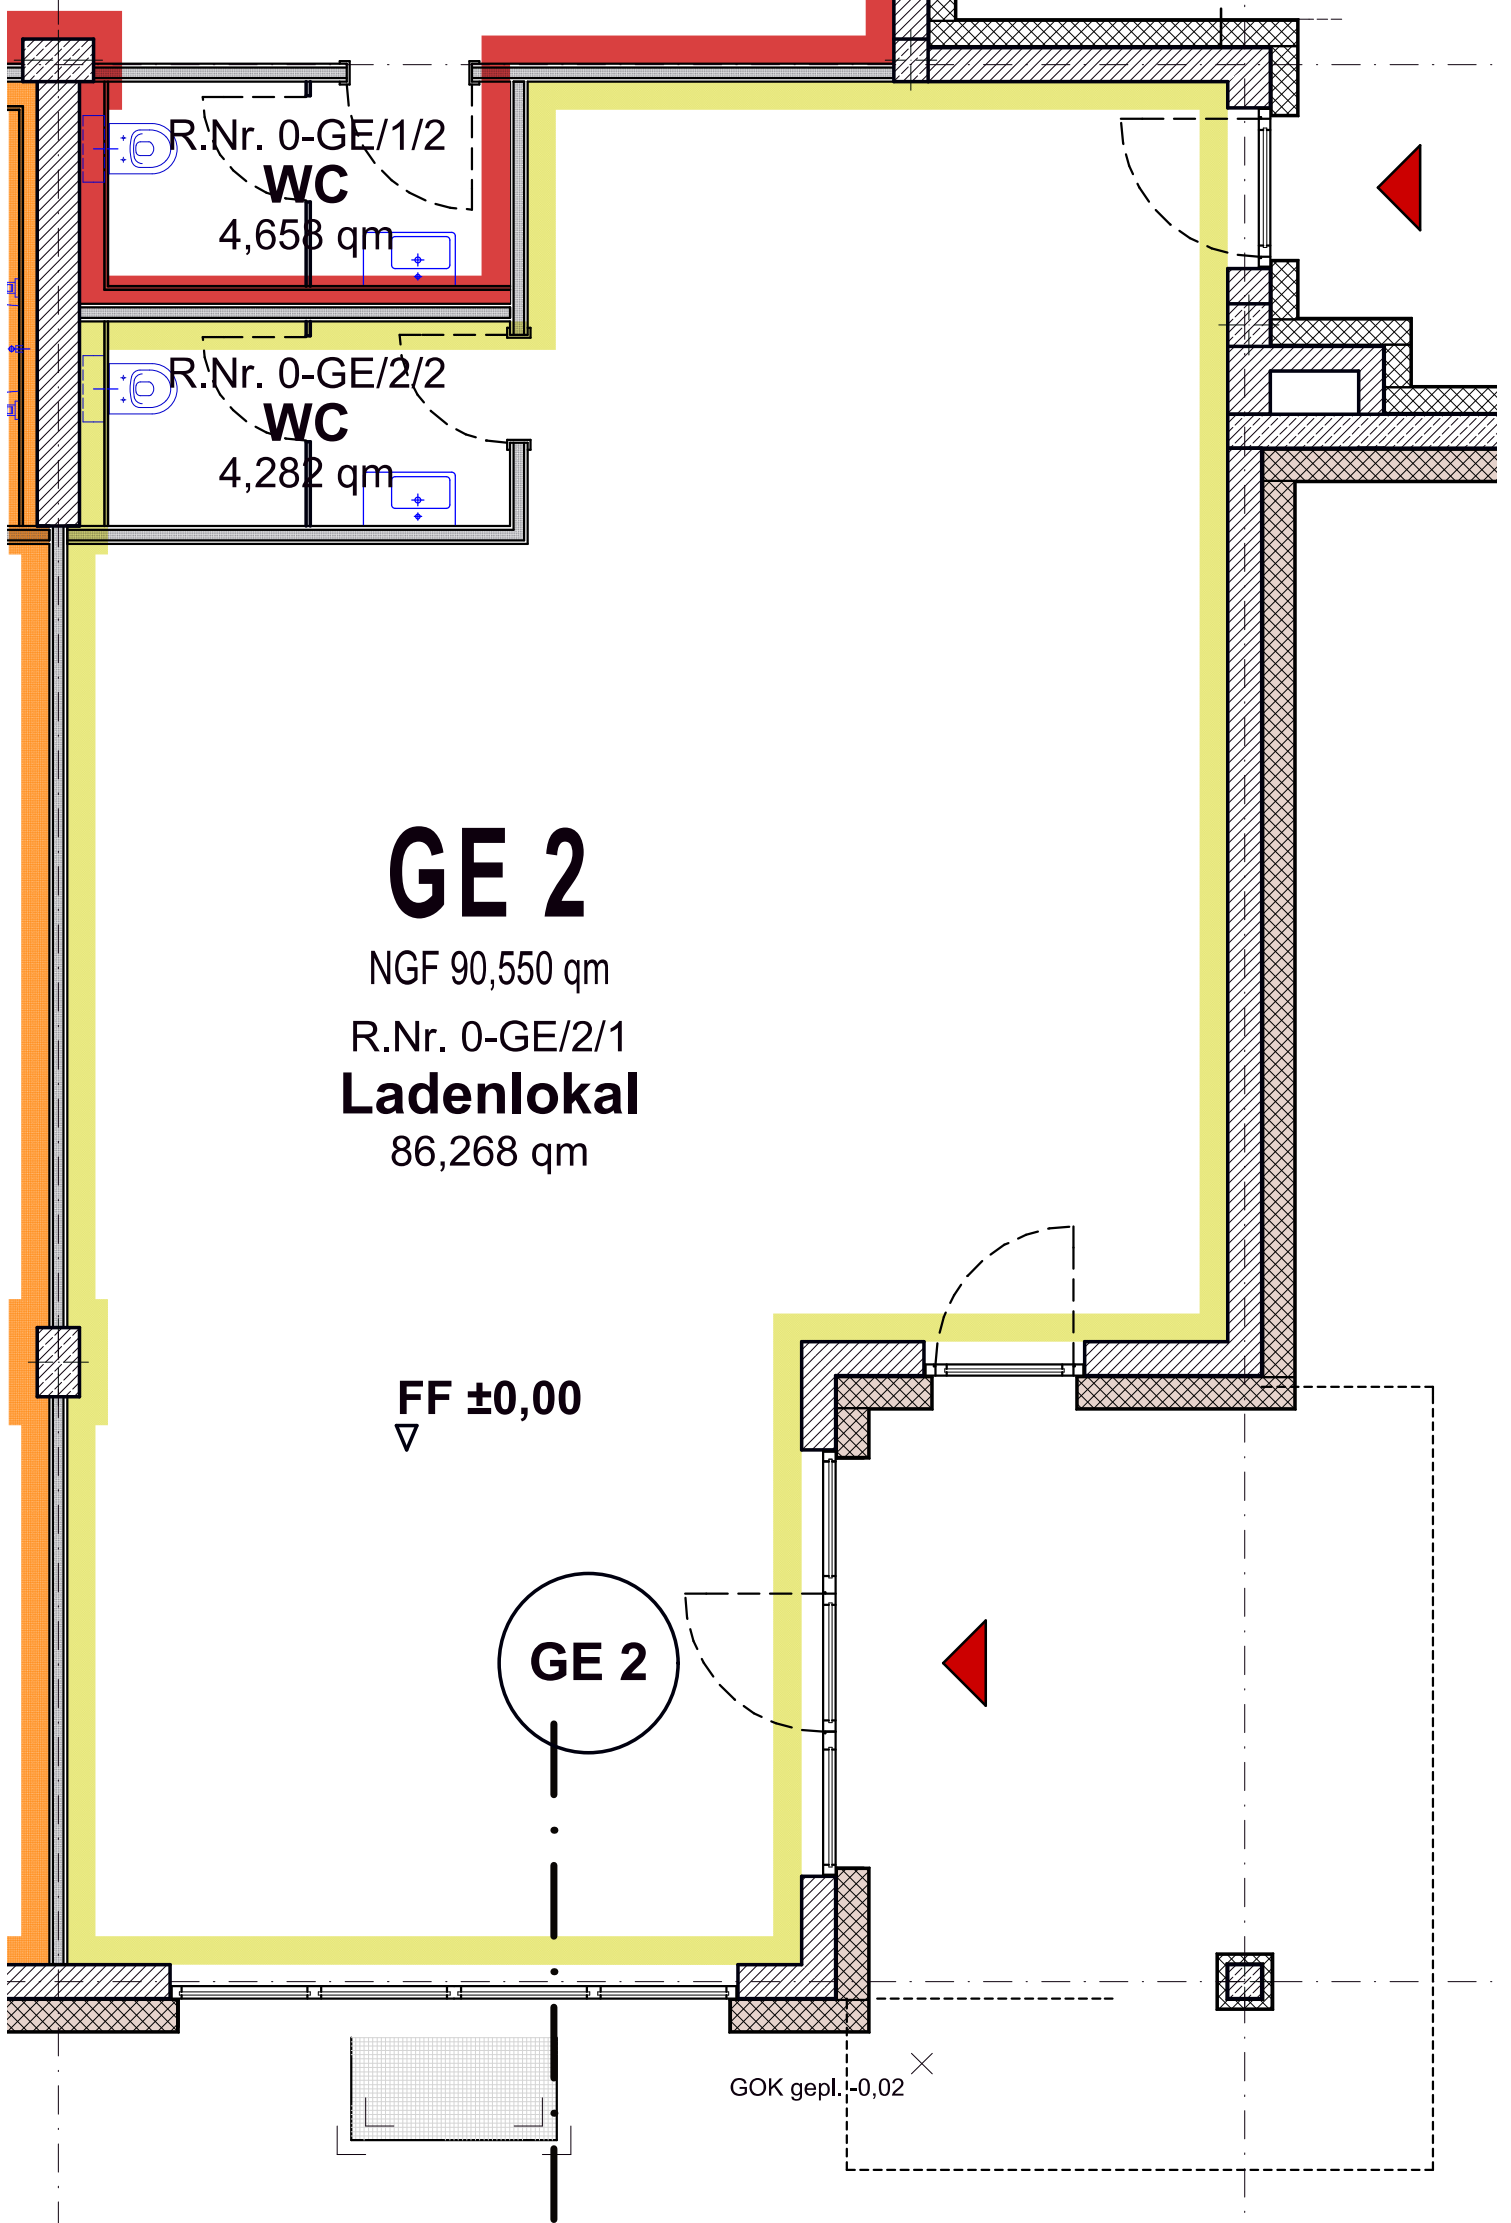 R.Nr. 0-GE/1/2
WC
4,658 qm
R.Nr. 0-GE/2/2
WC
4,282 qm
GE 2
NGF 90,550 qm
R.Nr. 0-GE/2/1
Ladenlokal
86,268 qm
FF ±0,00
GE 2
GOK gepl. -0,02